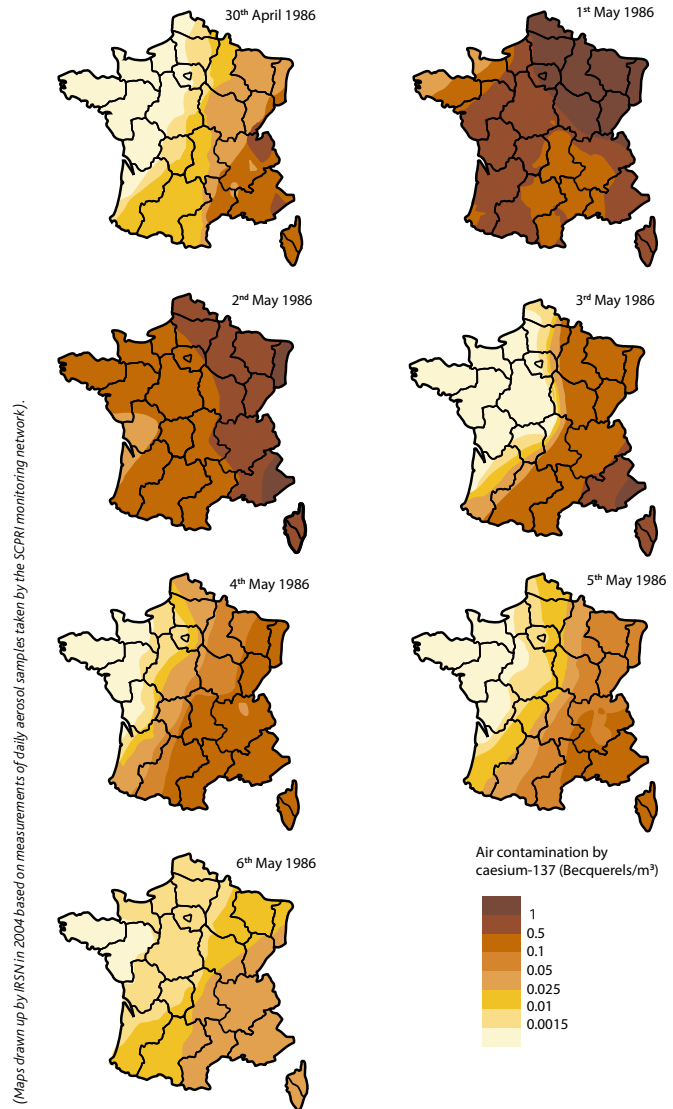 30th April 1986
1st May 1986
2nd May 1986
3rd May 1986
4th May 1986
5th May 1986
6th May 1986
Air contamination by
caesium-137 (Becquerels/m³)
1
0.5
0.1
0.05
0.025
0.01
0.0015
(Maps drawn up by IRSN in 2004 based on measurements of daily aerosol samples taken by the SCPRI monitoring network).